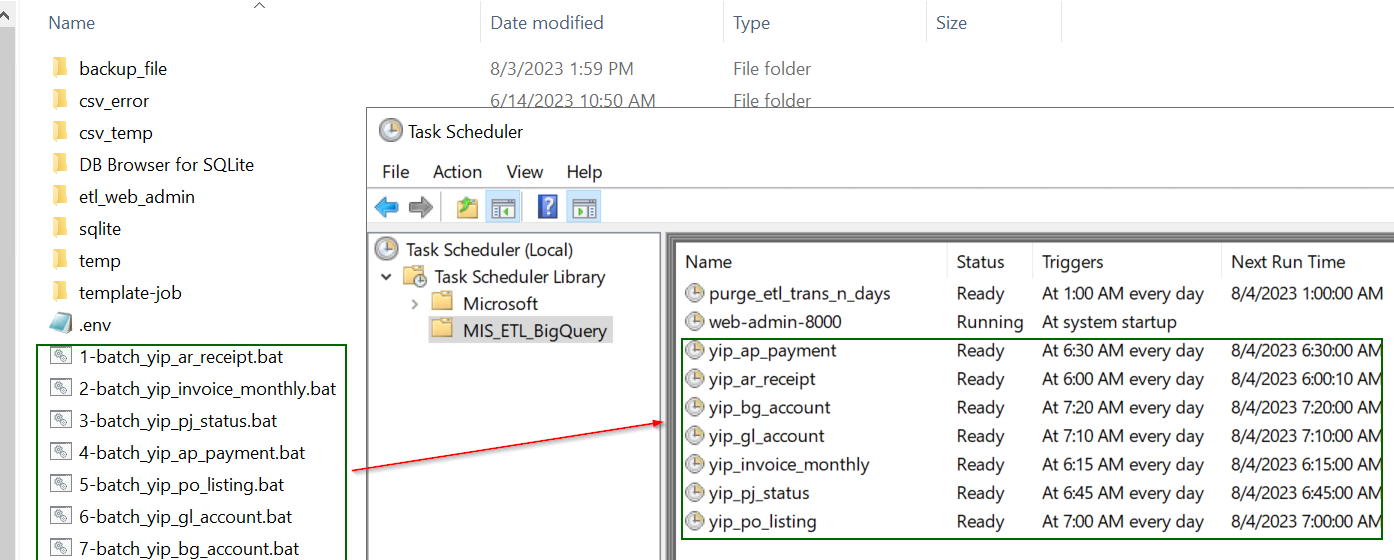 Name Date modified Type Size
backup_file 8/3/2023 1:59 PM File folder
csv_error 6/14/2023 10:50 AM File folder
csv_temp
DB Browser for SQLite
etl_web_admin
sqlite
temp
template-job
.env
1-batch_yip_ar_receipt.bat
2-batch_yip_invoice_monthly.bat
3-batch_yip_pj_status.bat
4-batch_yip_ap_payment.bat
5-batch_yip_po_listing.bat
6-batch_yip_gl_account.bat
7-batch_yip_bg_account.bat
Task Scheduler
File Action View Help
Task Scheduler (Local)
Task Scheduler Library
Microsoft
MIS_ETL_BigQuery
Name Status Triggers Next Run Time
purge_etl_trans_n_days Ready At 1:00 AM every day 8/4/2023 1:00:00 AM
web-admin-8000 Running At system startup
yip_ap_payment Ready At 6:30 AM every day 8/4/2023 6:30:00 AM
yip_ar_receipt Ready At 6:00 AM every day 8/4/2023 6:00:10 AM
yip_bg_account Ready At 7:20 AM every day 8/4/2023 7:20:00 AM
yip_gl_account Ready At 7:10 AM every day 8/4/2023 7:10:00 AM
yip_invoice_monthly Ready At 6:15 AM every day 8/4/2023 6:15:00 AM
yip_pj_status Ready At 6:45 AM every day 8/4/2023 6:45:00 AM
yip_po_listing Ready At 7:00 AM every day 8/4/2023 7:00:00 AM